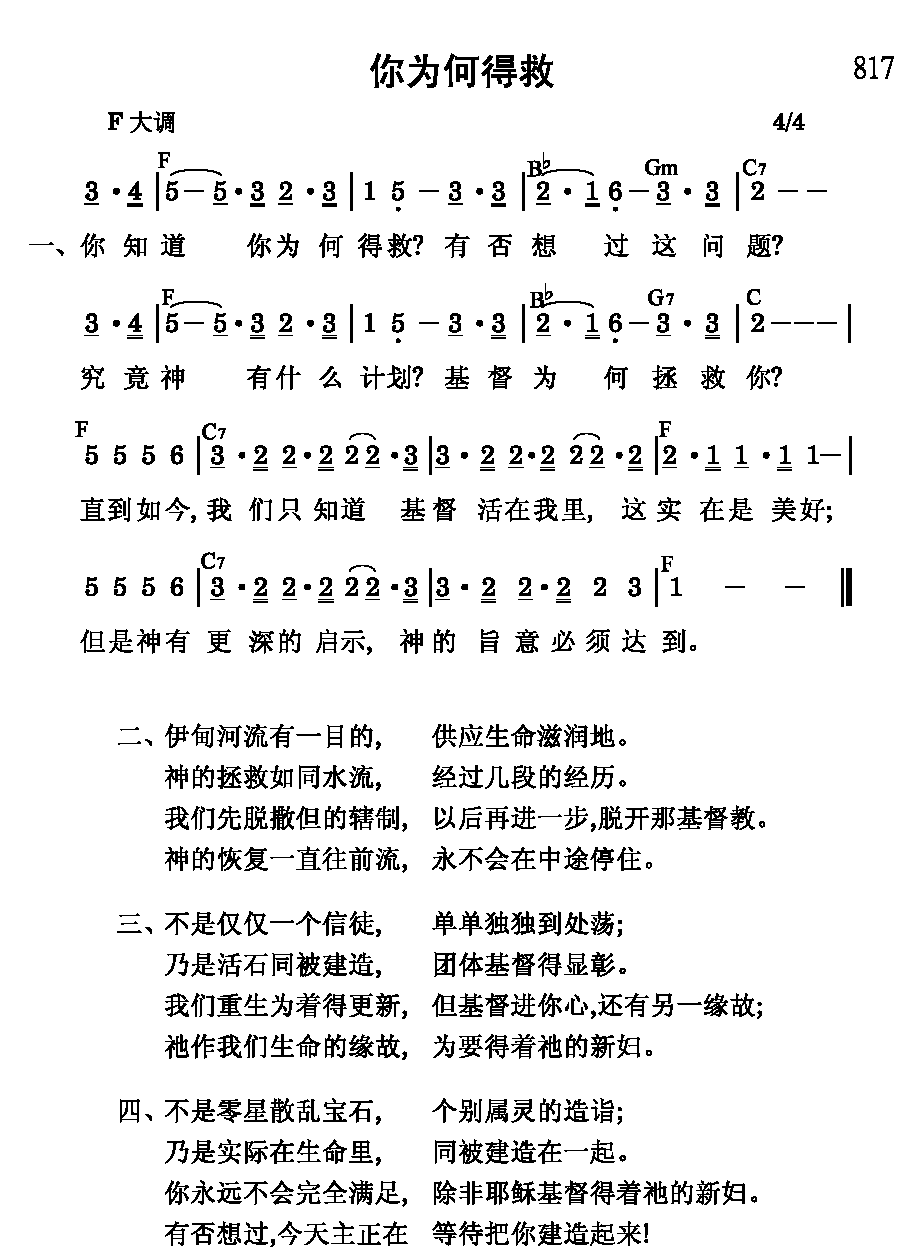 你为何得救 817
F 大调 4/4
F B♭ Gm C7
3 · 4 | 5 - 5 · 3 2 · 3 | 1 5 - 3 · 3 | 2 · 1 6 - 3 · 3 | 2 - -
一、你 知 道 你为 何 得救? 有 否 想 过 这 问 题?
F B♭ G7 C
3 · 4 | 5 - 5 · 3 2 · 3 | 1 5 - 3 · 3 | 2 · 1 6 - 3 · 3 | 2 - - - |
究 竟 神 有什 么 计划? 基 督 为 何 拯 救 你?
F C7 F
5 5 5 6 | 3 · 2 2 · 2 2 2 · 3 | 3 · 2 2 · 2 2 2 · 2 | 2 · 1 1 · 1 1 - |
直到如今, 我 们只 知道 基督 活在我里, 这实 在是 美好;
C7 F
5 5 5 6 | 3 · 2 2 · 2 2 2 · 3 | 3 · 2 2 · 2 2 3 | 1 - - ‖
但是神有 更 深的 启示, 神的 旨 意必须达到。
二、伊甸河流有一目的, 供应生命滋润地。
神的拯救如同水流, 经过几段的经历。
我们先脱撒但的辖制, 以后再进一步,脱开那基督教。
神的恢复一直往前流, 永不会在中途停住。
三、不是仅仅一个信徒, 单单独独到处荡;
乃是活石同被建造, 团体基督得显彰。
我们重生为着得更新, 但基督进你心,还有另一缘故;
祂作我们生命的缘故, 为要得着祂的新妇。
四、不是零星散乱宝石, 个别属灵的造诣;
乃是实际在生命里, 同被建造在一起。
你永远不会完全满足, 除非耶稣基督得着祂的新妇。
有否想过,今天主正在 等待把你建造起来!